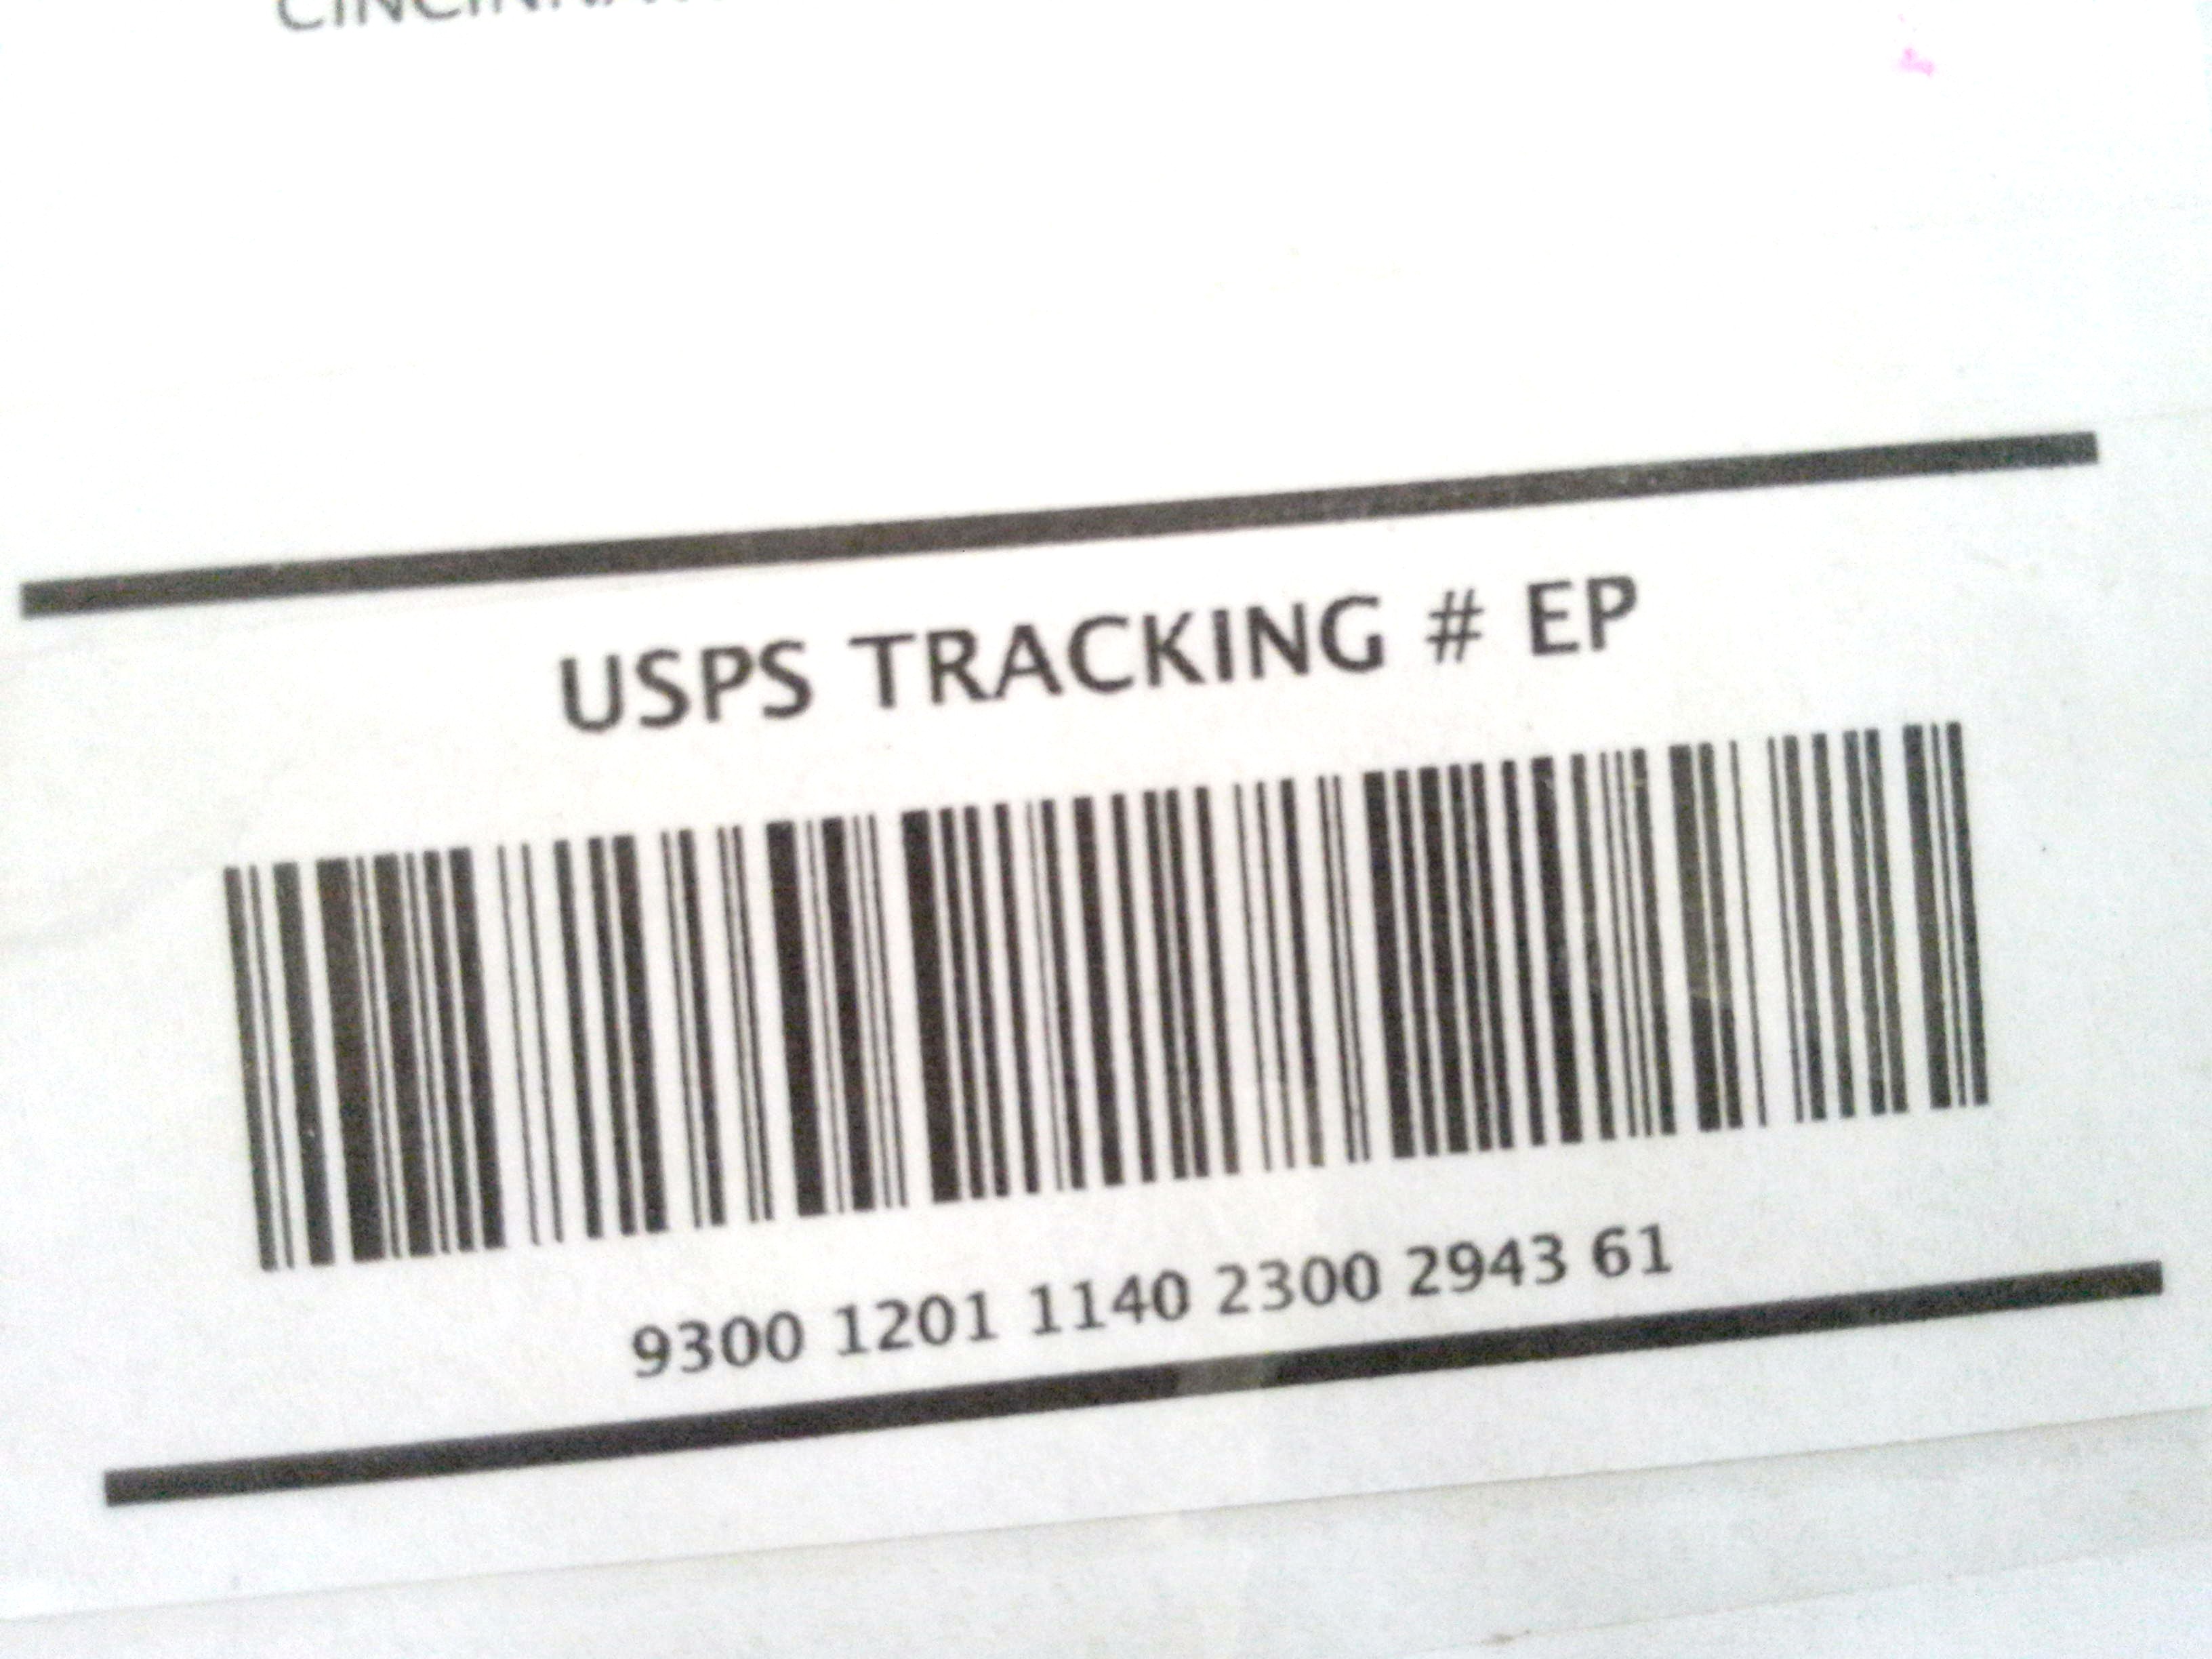 USPS TRACKING # EP
9300 1201 1140 2300 2943 61